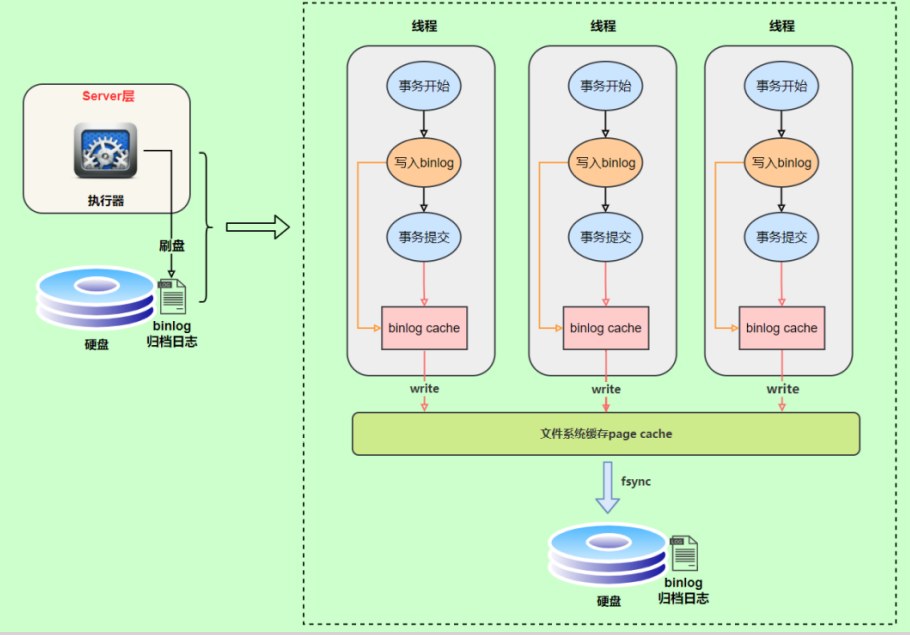 Server层
执行器
刷盘
硬盘
binlog
归档日志
线程
事务开始
写入binlog
事务提交
binlog cache
write
线程
事务开始
写入binlog
事务提交
binlog cache
write
线程
事务开始
写入binlog
事务提交
binlog cache
write
文件系统缓存page cache
fsync
硬盘
binlog
归档日志